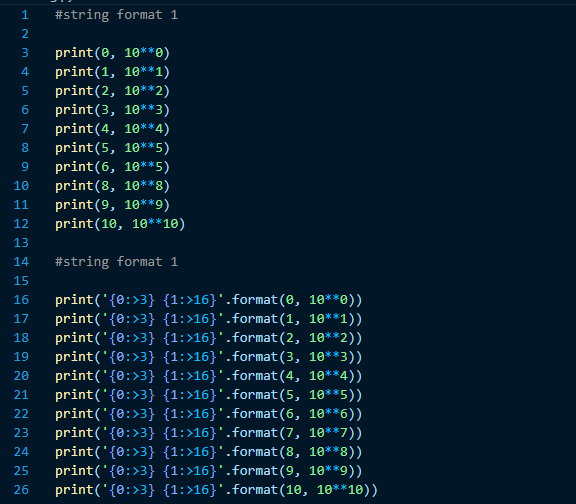 1 #string format 1
2
3 print(0, 10**0)
4 print(1, 10**1)
5 print(2, 10**2)
6 print(3, 10**3)
7 print(4, 10**4)
8 print(5, 10**5)
9 print(6, 10**5)
10 print(8, 10**8)
11 print(9, 10**9)
12 print(10, 10**10)
13
14 #string format 1
15
16 print('{0:>3} {1:>16}'.format(0, 10**0))
17 print('{0:>3} {1:>16}'.format(1, 10**1))
18 print('{0:>3} {1:>16}'.format(2, 10**2))
19 print('{0:>3} {1:>16}'.format(3, 10**3))
20 print('{0:>3} {1:>16}'.format(4, 10**4))
21 print('{0:>3} {1:>16}'.format(5, 10**5))
22 print('{0:>3} {1:>16}'.format(6, 10**6))
23 print('{0:>3} {1:>16}'.format(7, 10**7))
24 print('{0:>3} {1:>16}'.format(8, 10**8))
25 print('{0:>3} {1:>16}'.format(9, 10**9))
26 print('{0:>3} {1:>16}'.format(10, 10**10))